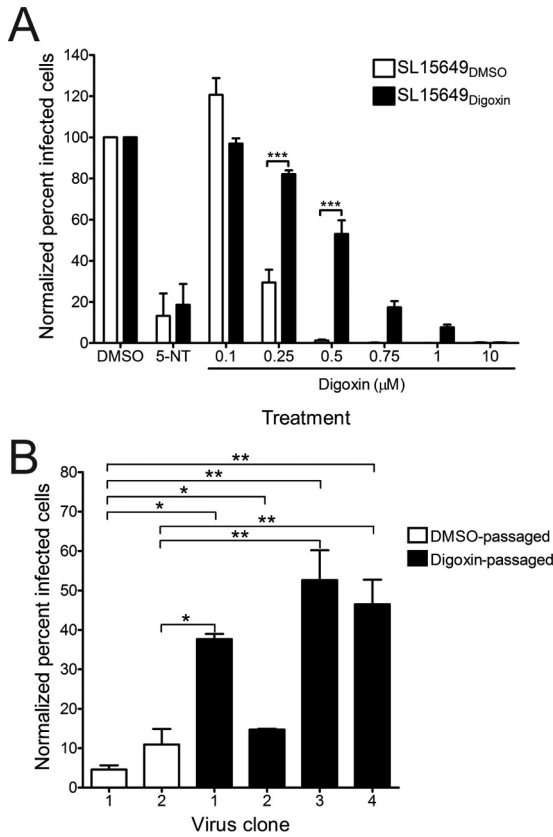 A
Normalized percent infected cells
140
120
100
80
60
40
20
0
SL15649DMSO
SL15649Digoxin
***
***
DMSO 5-NT 0.1 0.25 0.5 0.75 1 10
Digoxin (μM)
Treatment
B
Normalized percent infected cells
80
70
60
50
40
30
20
10
0
**
**
*
*
**
**
*
DMSO-passaged
Digoxin-passaged
1 2 1 2 3 4
Virus clone